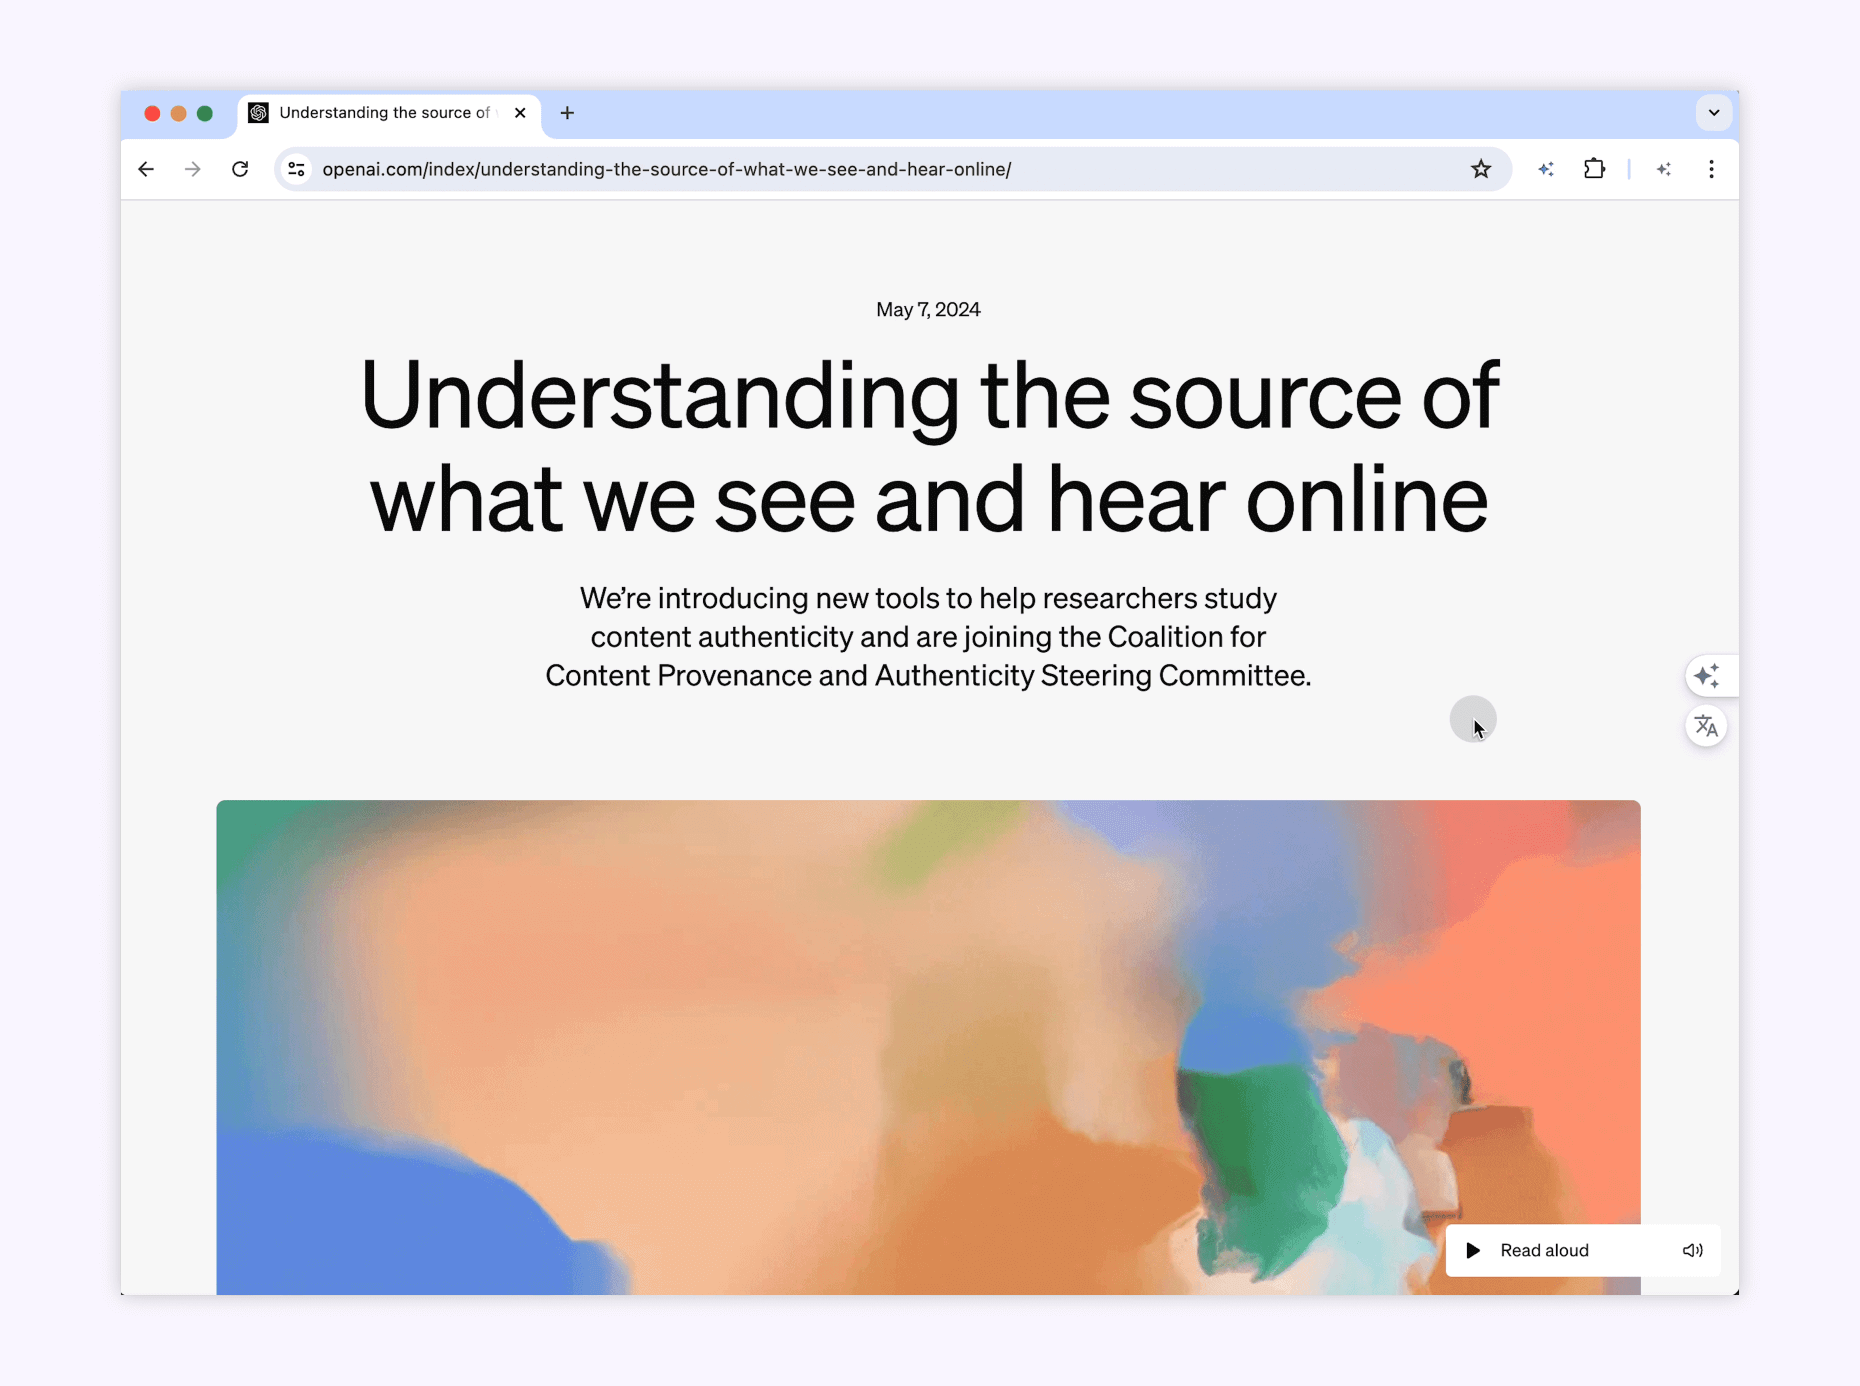 Understanding the source of
openai.com/index/understanding-the-source-of-what-we-see-and-hear-online/
May 7, 2024
Understanding the source of
what we see and hear online
We’re introducing new tools to help researchers study
content authenticity and are joining the Coalition for
Content Provenance and Authenticity Steering Committee.
Read aloud